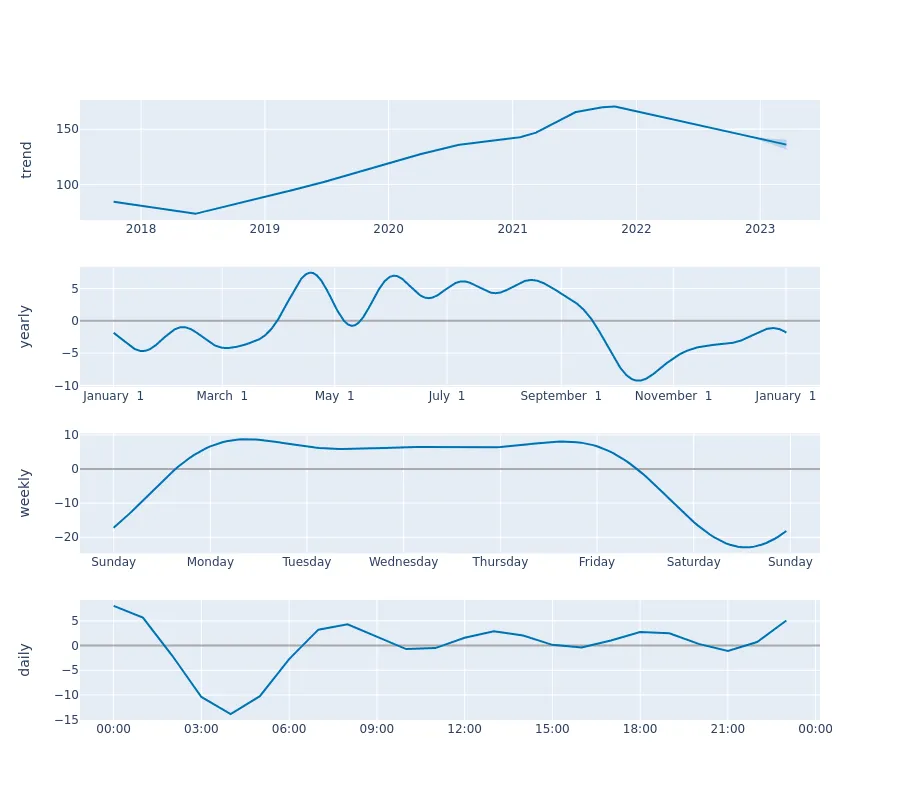 trend
150
100
2018 2019 2020 2021 2022 2023
yearly
5
0
−5
−10
January 1 March 1 May 1 July 1 September 1 November 1 January 1
weekly
10
0
−10
−20
Sunday Monday Tuesday Wednesday Thursday Friday Saturday Sunday
daily
5
0
−5
−10
−15
00:00 03:00 06:00 09:00 12:00 15:00 18:00 21:00 00:00